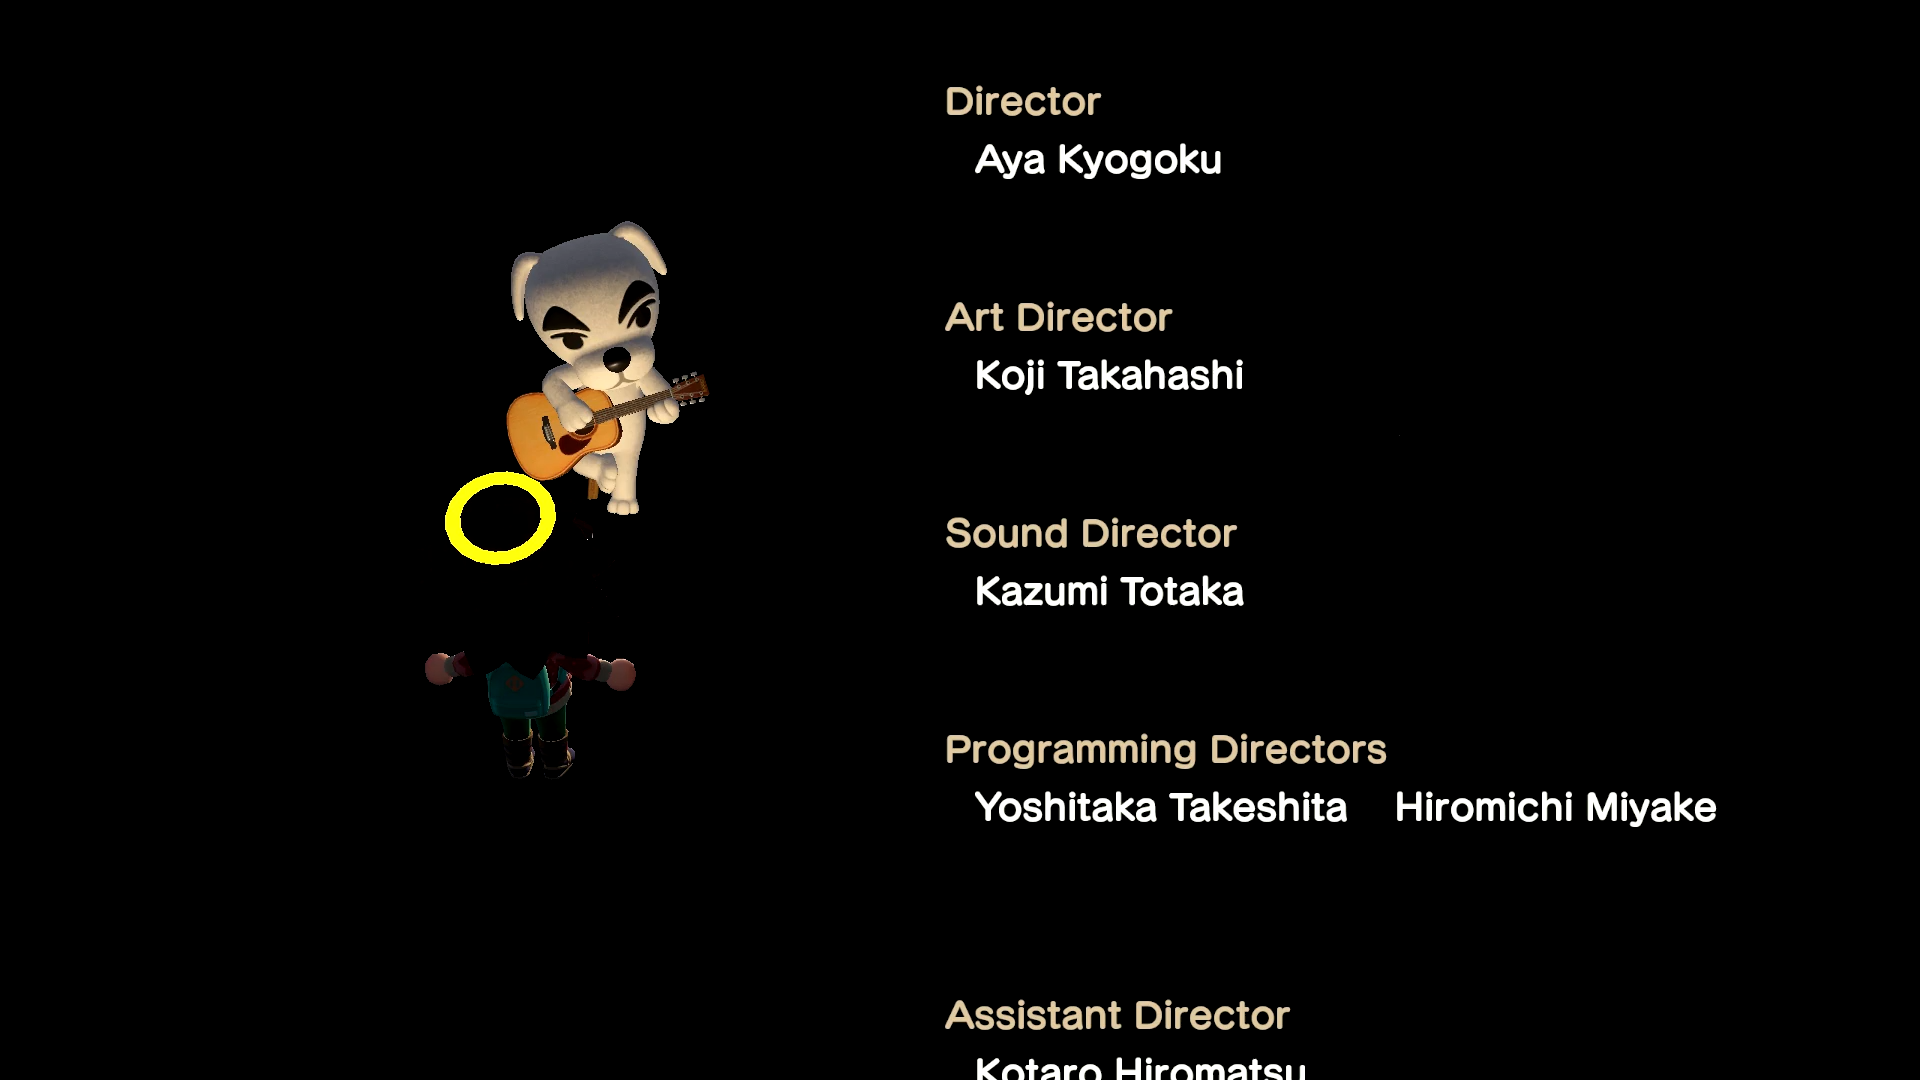 Director
Aya Kyogoku
Art Director
Koji Takahashi
Sound Director
Kazumi Totaka
Programming Directors
Yoshitaka Takeshita Hiromichi Miyake
Assistant Director
Kotaro Hiromatsu